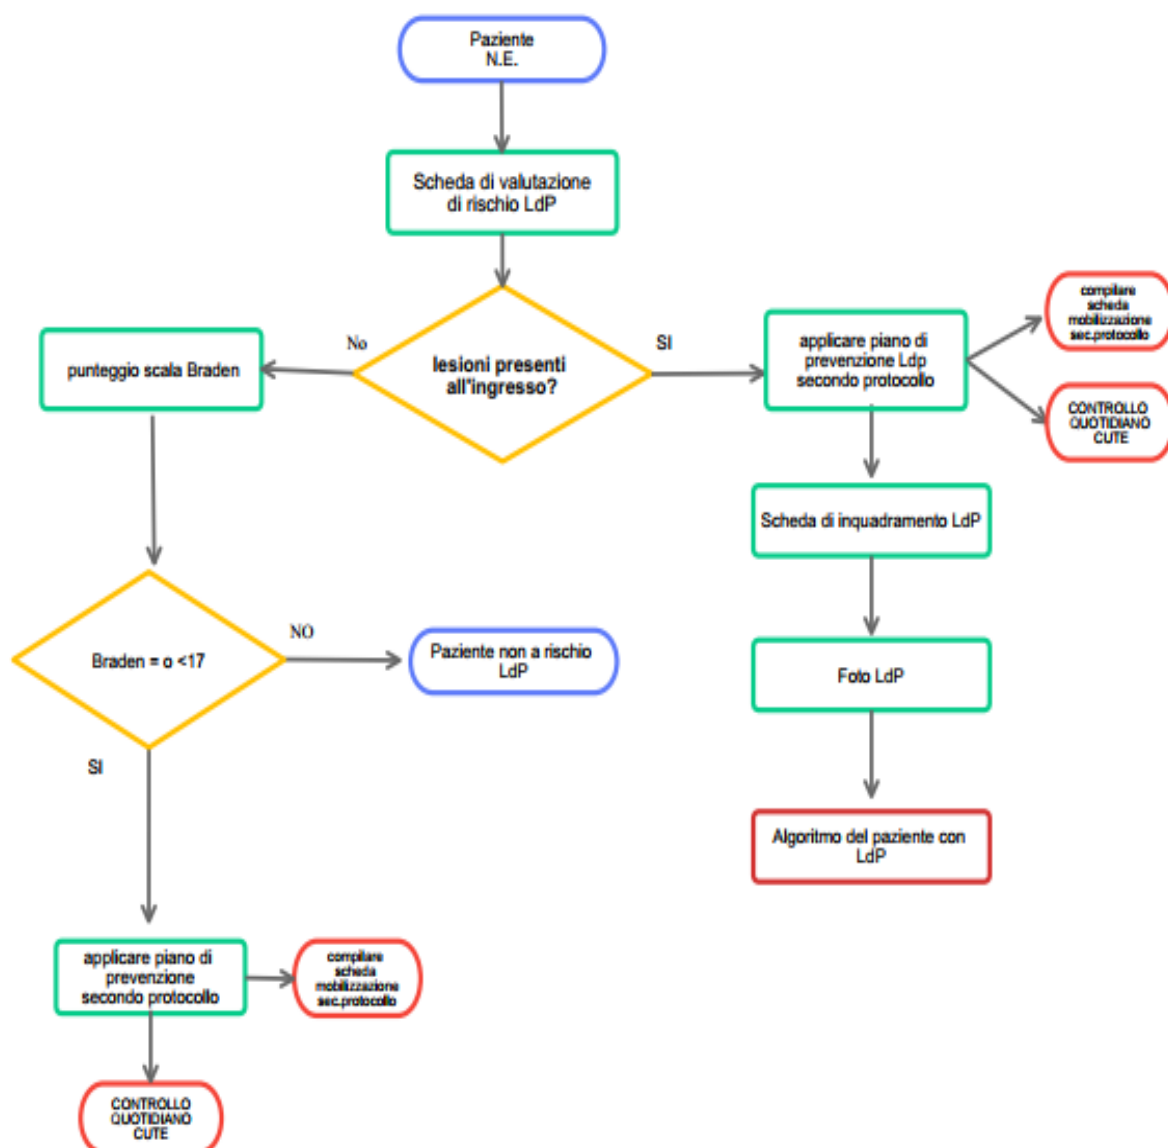 Paziente
N.E.
Scheda di valutazione
di rischio LdP
lesioni presenti
all'ingresso?
No
SI
punteggio scala Braden
applicare piano di
prevenzione Ldp
secondo protocollo
compilare
scheda
mobilizzazione
sec.protocollo
CONTROLLO
QUOTIDIANO
CUTE
Scheda di inquadramento LdP
Braden = o <17
NO
Paziente non a rischio
LdP
Foto LdP
SI
Algoritmo del paziente con
LdP
applicare piano di
prevenzione
secondo protocollo
compilare
scheda
mobilizzazione
sec.protocollo
CONTROLLO
QUOTIDIANO
CUTE